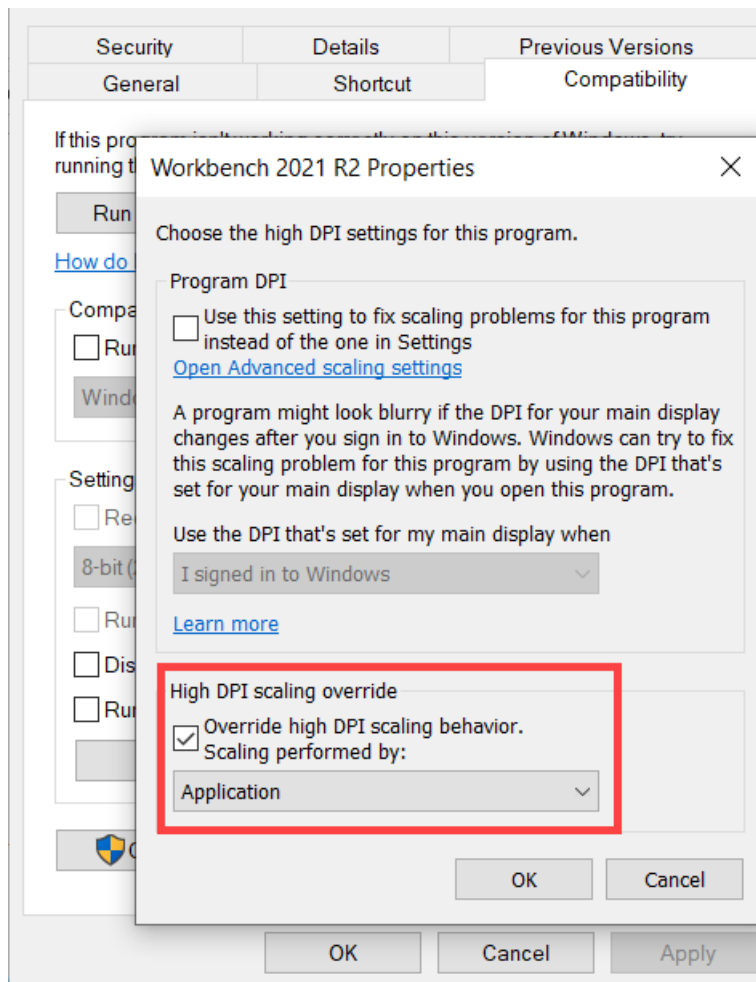 Security Details Previous Versions
General Shortcut Compatibility
If this
running
Workbench 2021 R2 Properties
Run
Choose the high DPI settings for this program.
How do
Program DPI
Use this setting to fix scaling problems for this program
instead of the one in Settings
Open Advanced scaling settings
A program might look blurry if the DPI for your main display
changes after you sign in to Windows. Windows can try to fix
this scaling problem for this program by using the DPI that's
set for your main display when you open this program.
Setting
Use the DPI that's set for my main display when
8-bit
I signed in to Windows
Learn more
High DPI scaling override
Override high DPI scaling behavior.
Scaling performed by:
Application
OK Cancel
OK Cancel Apply